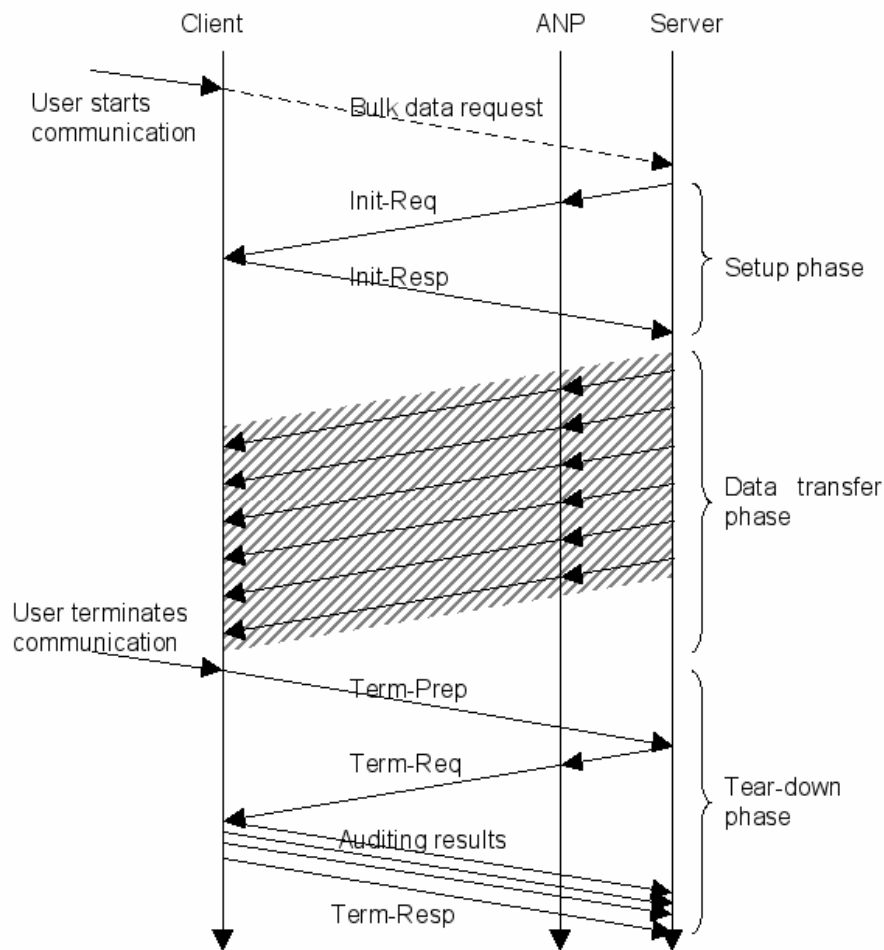 Client
ANP
Server
User starts
communication
Bulk data request
Init-Req
Init-Resp
Setup phase
Data transfer
phase
User terminates
communication
Term-Prep
Term-Req
Tear-down
phase
Auditing results
Term-Resp